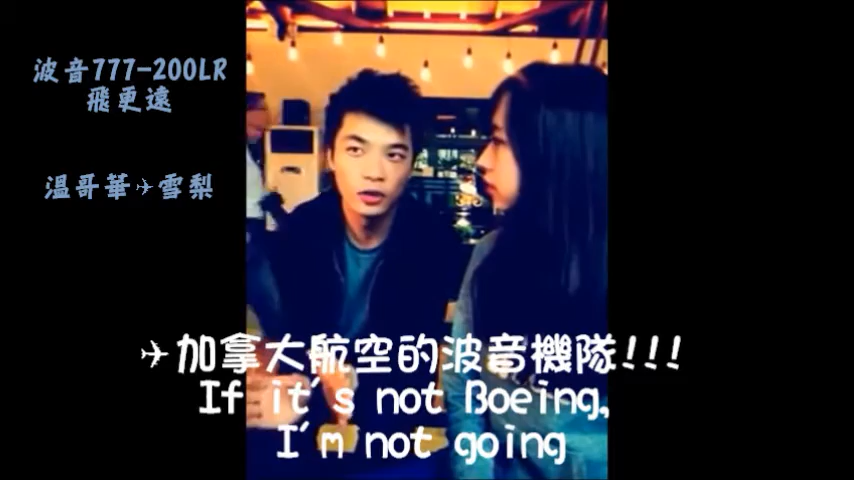 波音777-200LR
飛更遠
溫哥華✈雪梨
✈加拿大航空的波音機隊!!!
If it's not Boeing,
I'm not going